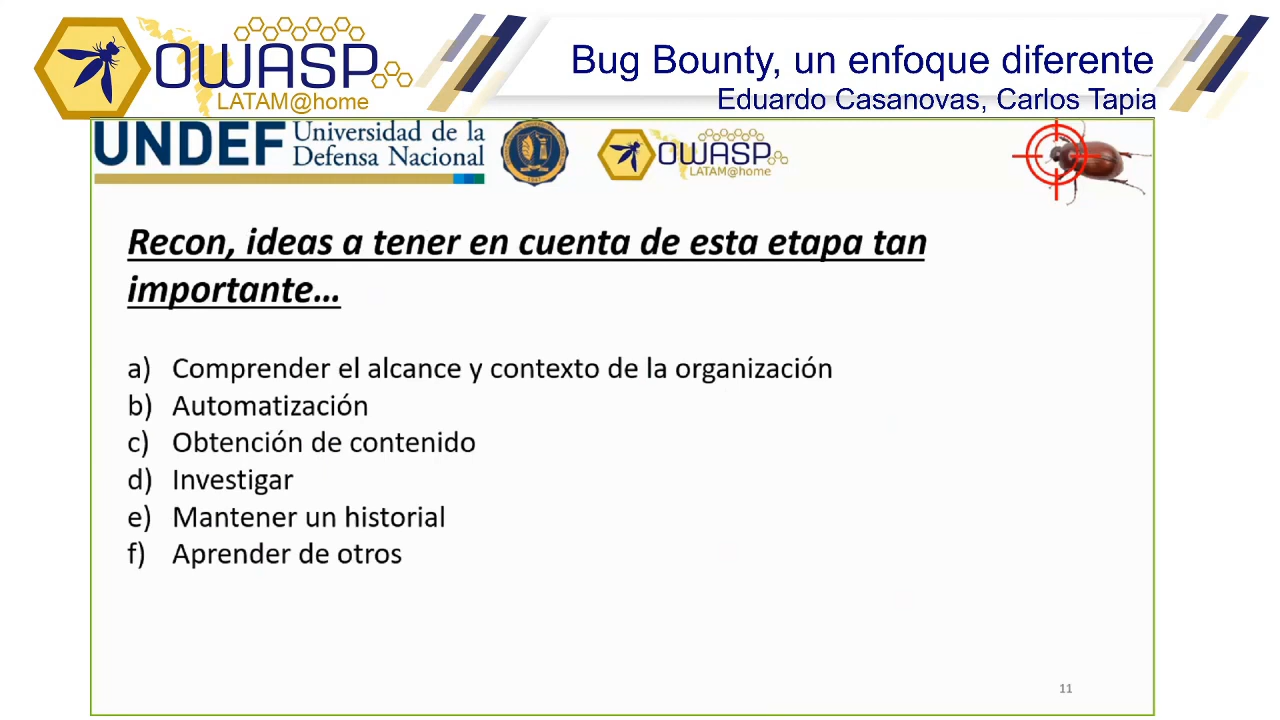 OWASP
LATAM@home
Bug Bounty, un enfoque diferente
Eduardo Casanovas, Carlos Tapia
UNDEF Universidad de la
Defensa Nacional
OWASP
LATAM@home
Recon, ideas a tener en cuenta de esta etapa tan
importante...
a) Comprender el alcance y contexto de la organización
b) Automatización
c) Obtención de contenido
d) Investigar
e) Mantener un historial
f) Aprender de otros
11